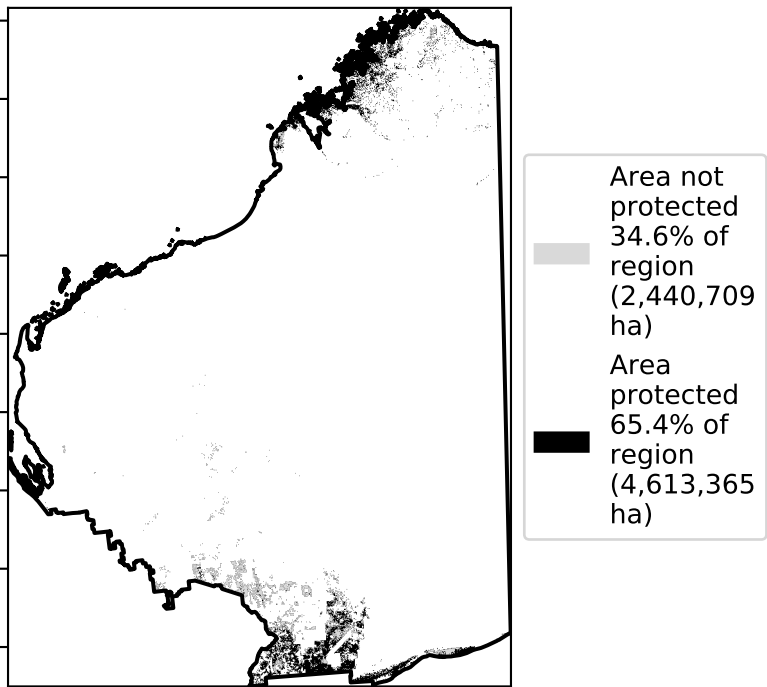 Area not
protected
34.6% of
region
(2,440,709
ha)
Area
protected
65.4% of
region
(4,613,365
ha)